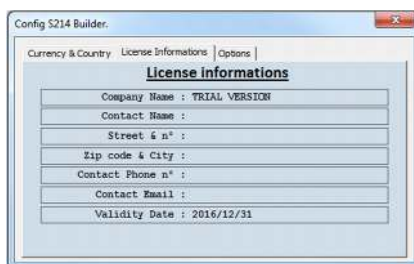 Config S214 Builder.
Currency & Country License Informations Options
License informations
Company Name : TRIAL VERSION
Contact Name :
Street & n° :
Zip code & City :
Contact Phone n° :
Contact Email :
Validity Date : 2016/12/31